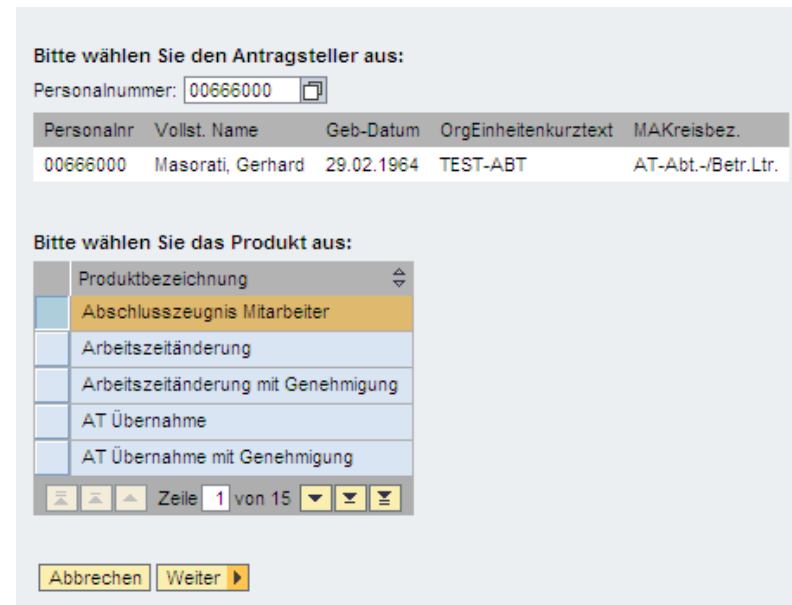 Bitte wählen Sie den Antragsteller aus:
Personalnummer: 00666000
Personalnr Vollst. Name Geb-Datum OrgEinheitenkurztext MAKreisbez.
00666000 Masorati, Gerhard 29.02.1964 TEST-ABT AT-Abt.-/Betr.Ltr.
Bitte wählen Sie das Produkt aus:
Produktbezeichnung
Abschlusszeugnis Mitarbeiter
Arbeitszeitänderung
Arbeitszeitänderung mit Genehmigung
AT Übernahme
AT Übernahme mit Genehmigung
Zeile 1 von 15
Abbrechen Weiter